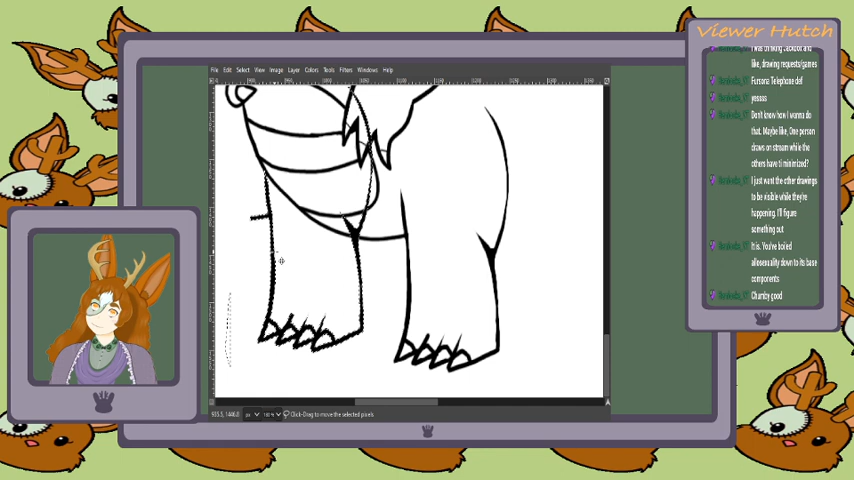 Viewer Hutch
I was thinking Jackbox and
like, drawing requests/games
Fursona Telephone def
yessss
Don't know how I wanna do
that. Maybe like, One person
draws on stream while the
others have ti minimized?
I just want the other drawings
to be visible while they're
happening. I'll figure
something out
It is. You've boiled
allosexuality down to its base
components
Chumby good
File Edit Select View Image Layer Colors Tools Filters Windows Help
px
Click-Drag to move the selected pixels